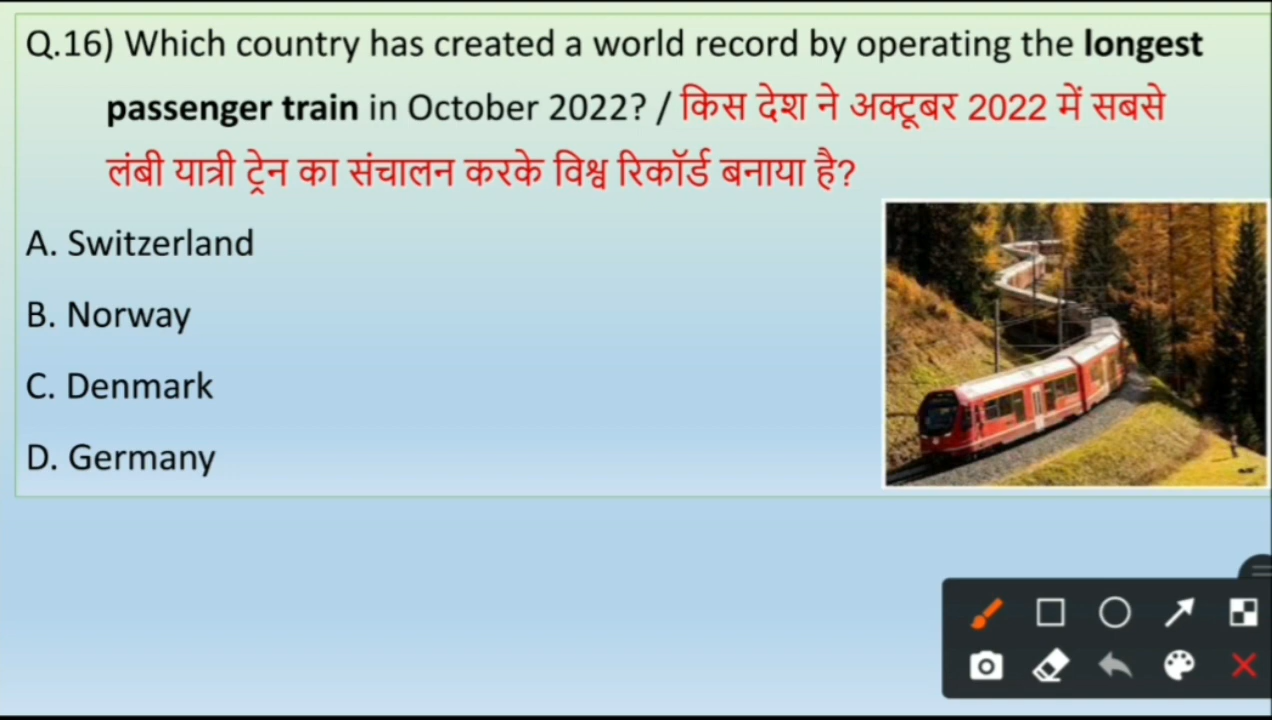 Q.16) Which country has created a world record by operating the longest
passenger train in October 2022? / किस देश ने अक्टूबर 2022 में सबसे
लंबी यात्री ट्रेन का संचालन करके विश्व रिकॉर्ड बनाया है?
A. Switzerland
B. Norway
C. Denmark
D. Germany